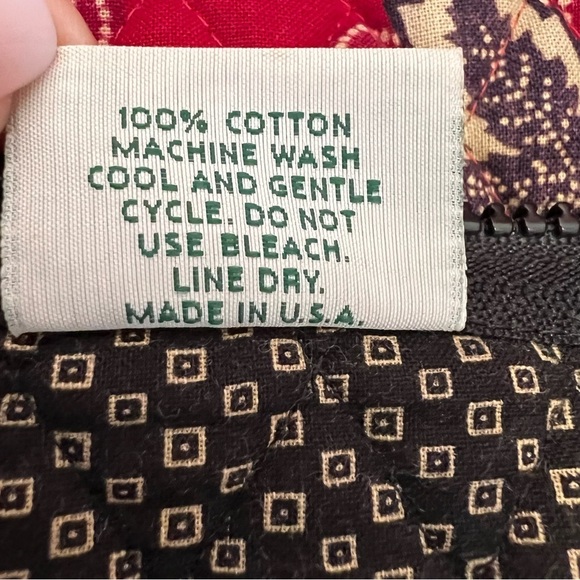 100% COTTON
MACHINE WASH
COOL AND GENTLE
CYCLE. DO NOT
USE BLEACH.
LINE DRY.
MADE IN U.S.A.